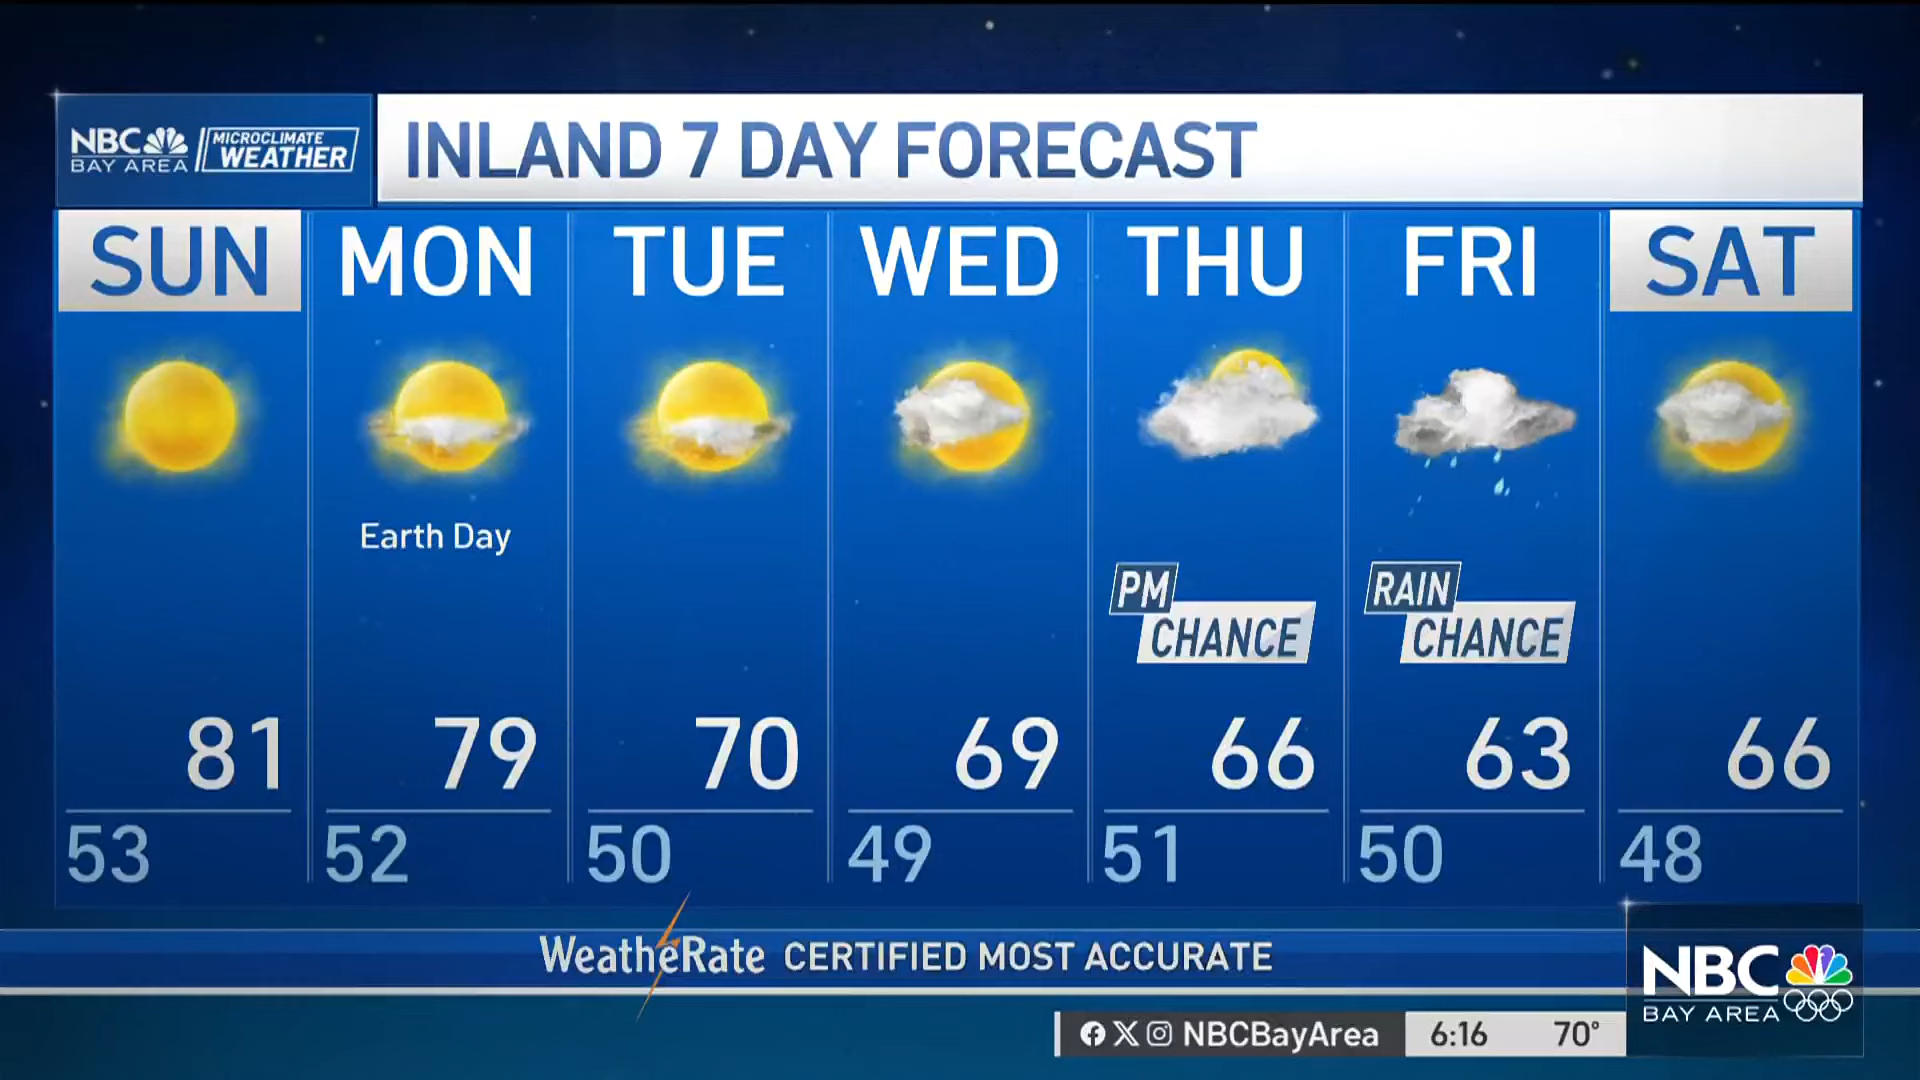 NBC
BAY AREA
MICROCLIMATE
WEATHER
INLAND 7 DAY FORECAST
SUN MON TUE WED THU FRI SAT
Earth Day
PM
CHANCE
RAIN
CHANCE
81 79 70 69 66 63 66
53 52 50 49 51 50 48
WeatheRate CERTIFIED MOST ACCURATE
NBC
BAY AREA
NBCBayArea 6:16 70°